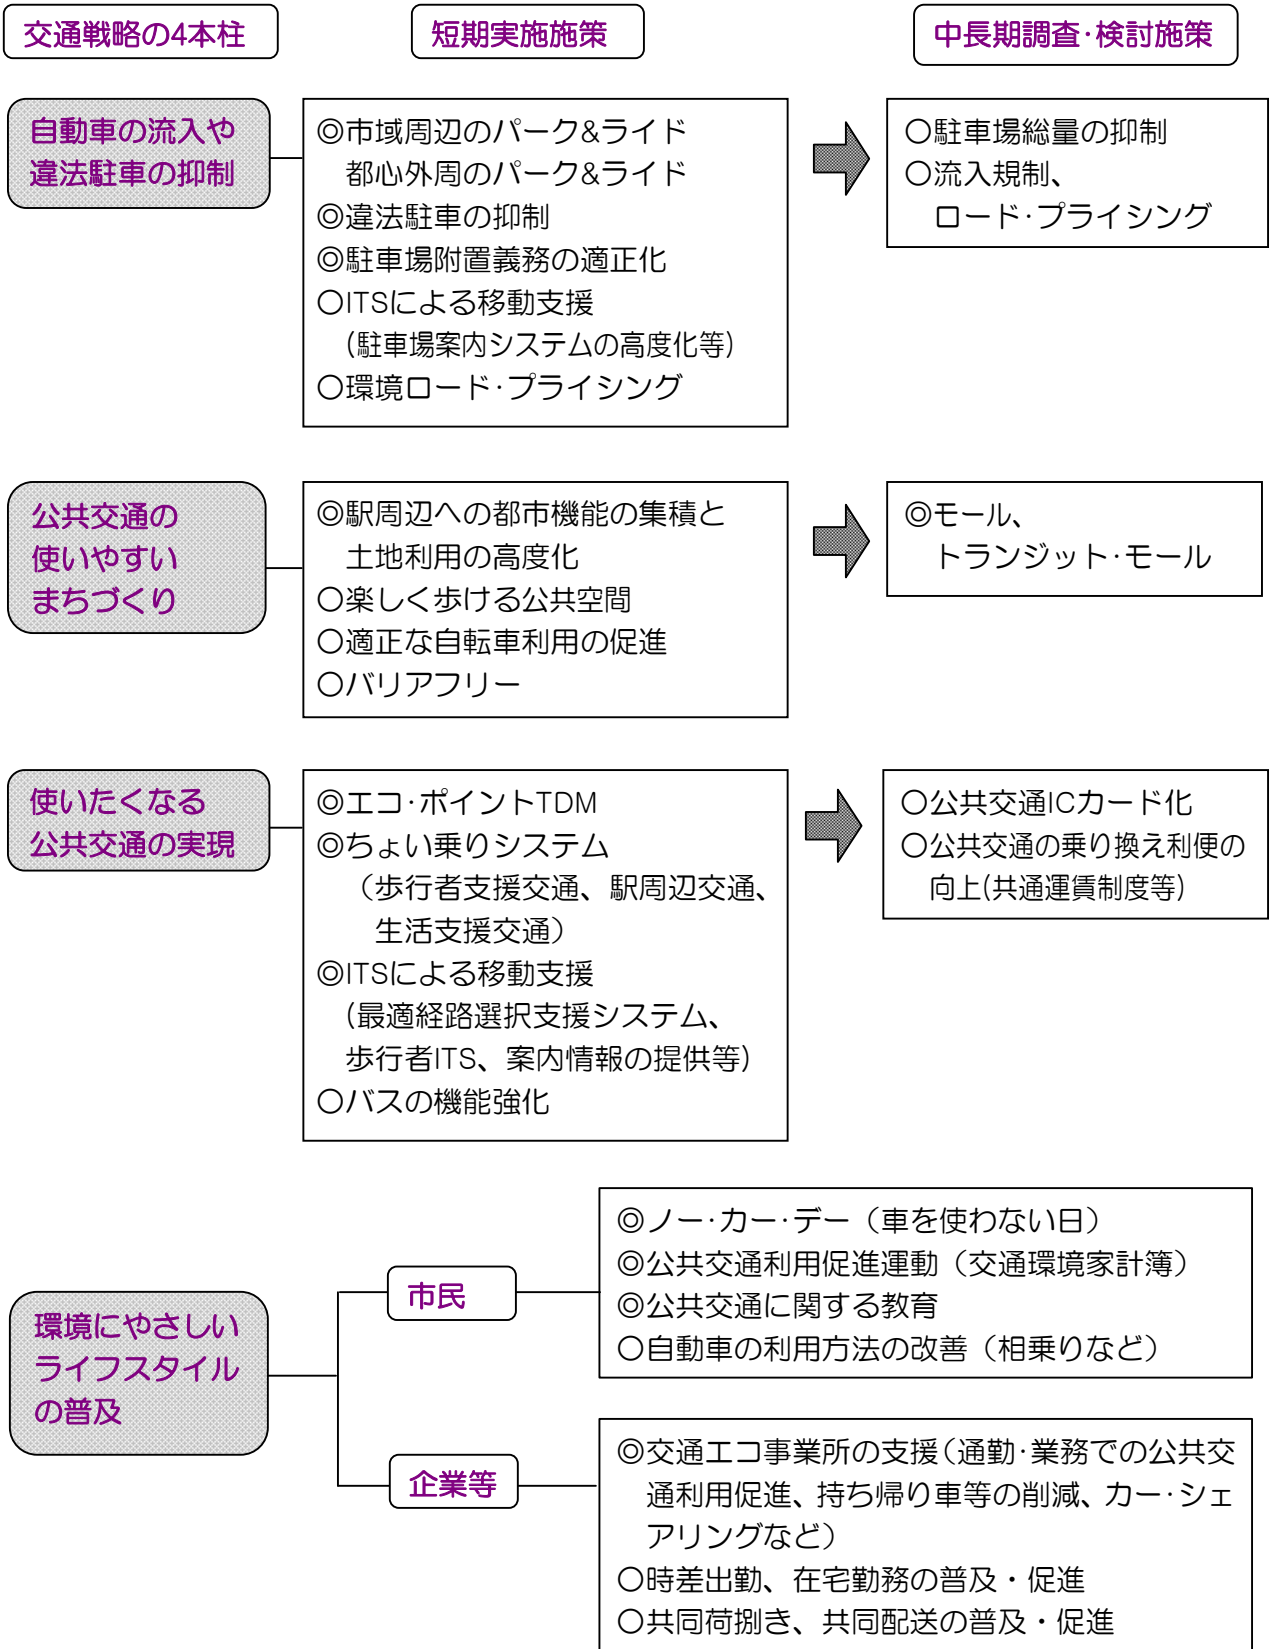 交通戦略の4本柱
短期実施施策
中長期調査･検討施策
自動車の流入や
違法駐車の抑制
◎市域周辺のパーク&ライド
都心外周のパーク&ライド
◎違法駐車の抑制
◎駐車場附置義務の適正化
○ITSによる移動支援
(駐車場案内システムの高度化等)
○環境ロード･プライシング
○駐車場総量の抑制
○流入規制、
ロード･プライシング
公共交通の
使いやすい
まちづくり
◎駅周辺への都市機能の集積と
土地利用の高度化
○楽しく歩ける公共空間
○適正な自転車利用の促進
○バリアフリー
◎モール、
トランジット･モール
使いたくなる
公共交通の実現
◎エコ･ポイントTDM
◎ちょい乗りシステム
（歩行者支援交通、駅周辺交通、
生活支援交通）
◎ITSによる移動支援
(最適経路選択支援システム、
歩行者ITS、案内情報の提供等)
○バスの機能強化
○公共交通ICカード化
○公共交通の乗り換え利便の
向上(共通運賃制度等)
環境にやさしい
ライフスタイル
の普及
市民
◎ノー･カー･デー（車を使わない日）
◎公共交通利用促進運動（交通環境家計簿）
◎公共交通に関する教育
○自動車の利用方法の改善（相乗りなど）
企業等
◎交通エコ事業所の支援（通勤･業務での公共交
通利用促進、持ち帰り車等の削減、カー･シェ
アリングなど）
○時差出勤、在宅勤務の普及・促進
○共同荷捌き、共同配送の普及・促進